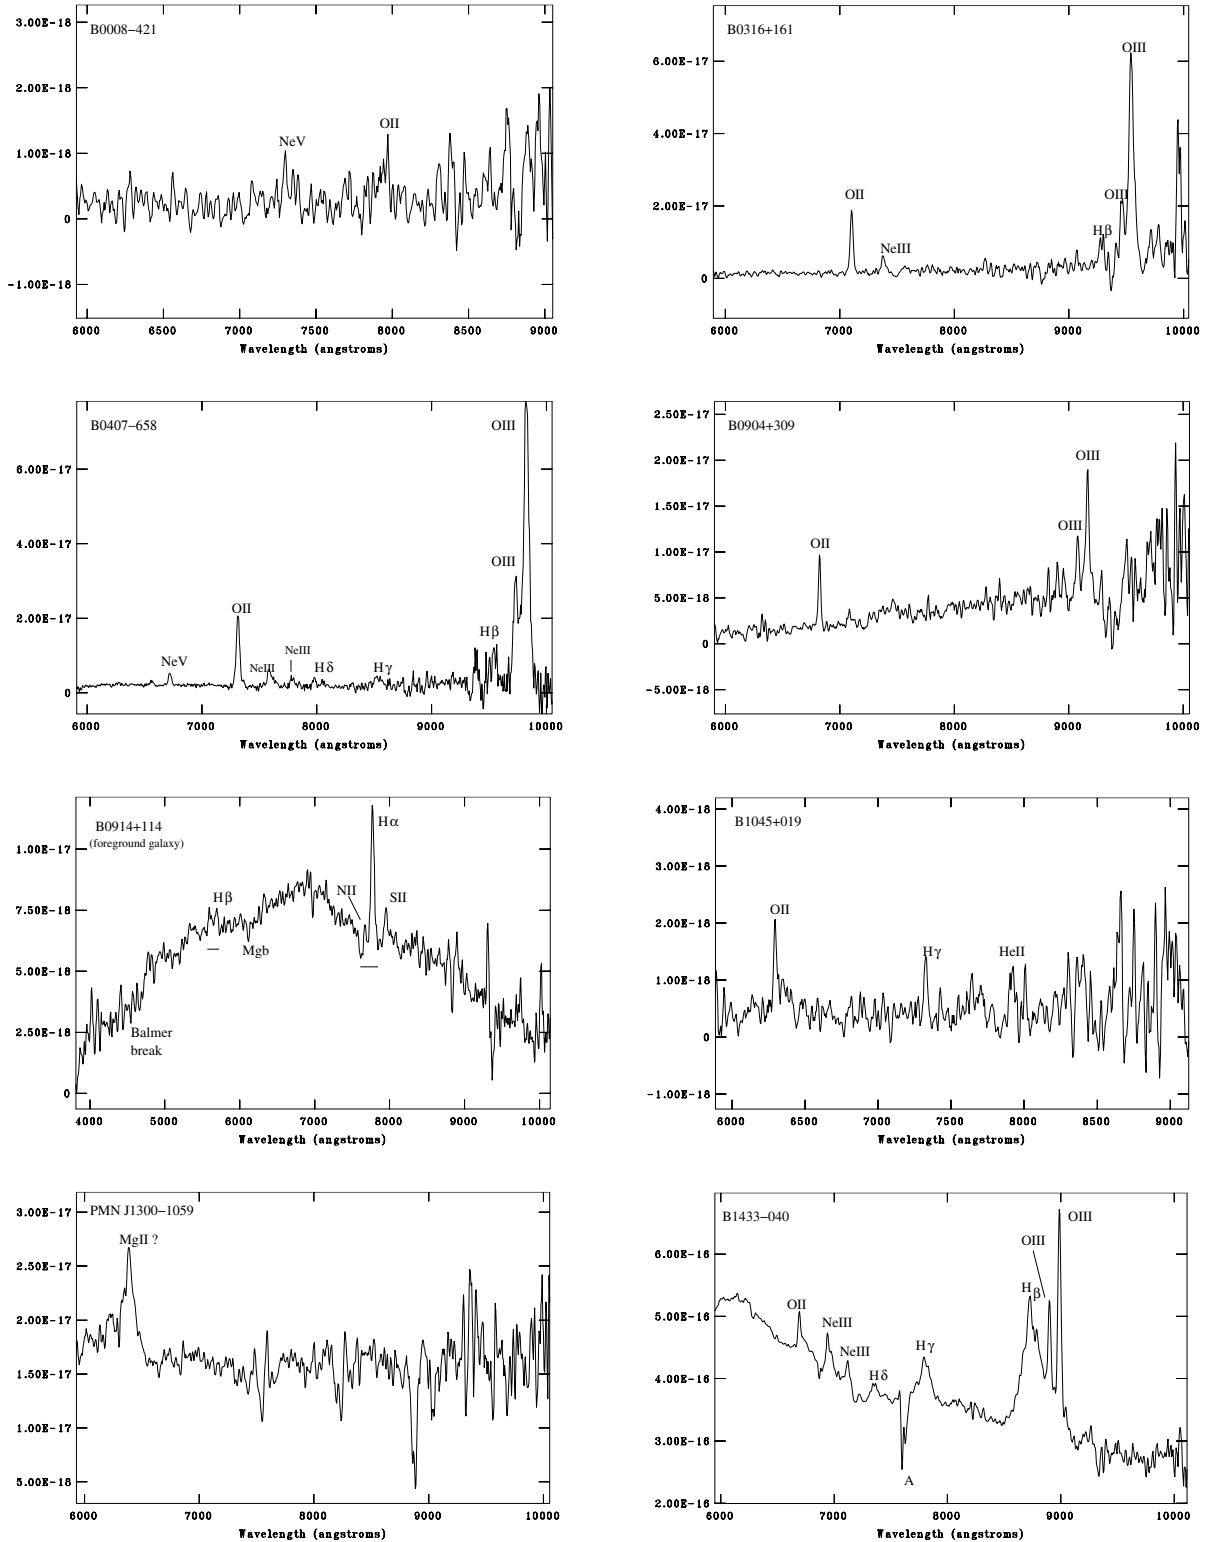 B0008−421
3.00E-18
2.00E-18
1.00E-18
0
-1.00E-18
NeV
OII
6000 6500 7000 7500 8000 8500 9000
Wavelength (angstroms)
B0316+161
6.00E-17
4.00E-17
2.00E-17
0
OII
NeIII
Hβ
OIII
OIII
6000 7000 8000 9000 10000
Wavelength (angstroms)
B0407−658
6.00E-17
4.00E-17
2.00E-17
0
NeV
OII
NeIII
NeIII
Hδ
Hγ
Hβ
OIII
OIII
6000 7000 8000 9000 10000
Wavelength (angstroms)
B0904+309
2.50E-17
2.00E-17
1.50E-17
1.00E-17
5.00E-18
0
-5.00E-18
OII
OIII
OIII
6000 7000 8000 9000 10000
Wavelength (angstroms)
B0914+114
(foreground galaxy)
1.00E-17
7.50E-18
5.00E-18
2.50E-18
0
Balmer
break
Hβ
Mgb
NII
Hα
SII
4000 5000 6000 7000 8000 9000 10000
Wavelength (angstroms)
B1045+019
4.00E-18
3.00E-18
2.00E-18
1.00E-18
0
-1.00E-18
OII
Hγ
HeII
6000 6500 7000 7500 8000 8500 9000
Wavelength (angstroms)
PMN J1300−1059
3.00E-17
2.50E-17
2.00E-17
1.50E-17
1.00E-17
5.00E-18
MgII ?
6000 7000 8000 9000 10000
Wavelength (angstroms)
B1433−040
6.00E-16
5.00E-16
4.00E-16
3.00E-16
2.00E-16
OII
NeIII
NeIII
Hδ
A
Hγ
Hβ
OIII
OIII
6000 7000 8000 9000 10000
Wavelength (angstroms)